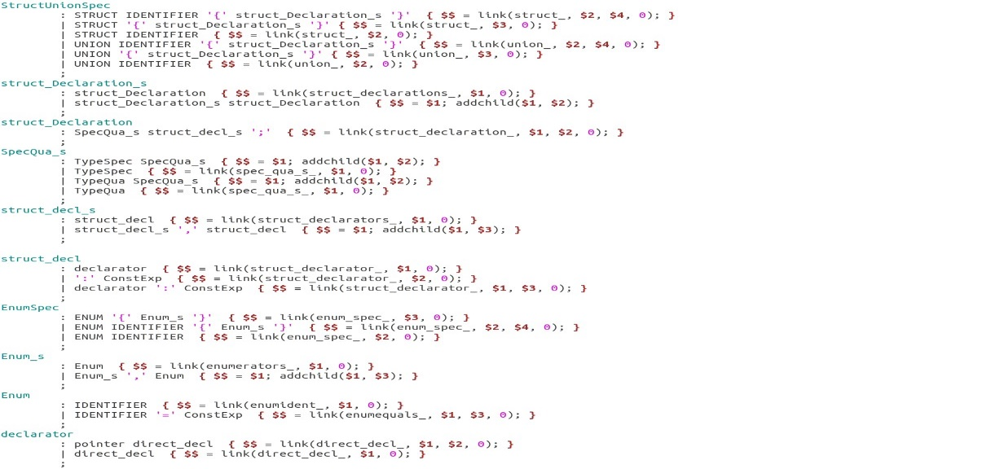 StructUnionSpec
: STRUCT IDENTIFIER '{' struct_Declaration_s '}' { $$ = link(struct_, $2, $4, 0); }
| STRUCT '{' struct_Declaration_s '}' { $$ = link(struct_, $3, 0); }
| STRUCT IDENTIFIER { $$ = link(struct_, $2, 0); }
| UNION IDENTIFIER '{' struct_Declaration_s '}' { $$ = link(union_, $2, $4, 0); }
| UNION '{' struct_Declaration_s '}' { $$ = link(union_, $3, 0); }
| UNION IDENTIFIER { $$ = link(union_, $2, 0); }
;
struct_Declaration_s
: struct_Declaration { $$ = link(struct_declarations_, $1, 0); }
| struct_Declaration_s struct_Declaration { $$ = $1; addchild($1, $2); }
;
struct_Declaration
: SpecQua_s struct_decl_s ';' { $$ = link(struct_declaration_, $1, $2, 0); }
;
SpecQua_s
: TypeSpec SpecQua_s { $$ = $1; addchild($1, $2); }
| TypeSpec { $$ = link(spec_qua_s_, $1, 0); }
| TypeQua SpecQua_s { $$ = $1; addchild($1, $2); }
| TypeQua { $$ = link(spec_qua_s_, $1, 0); }
;
struct_decl_s
: struct_decl { $$ = link(struct_declarators_, $1, 0); }
| struct_decl_s ',' struct_decl { $$ = $1; addchild($1, $3); }
;
struct_decl
: declarator { $$ = link(struct_declarator_, $1, 0); }
| ':' ConstExp { $$ = link(struct_declarator_, $2, 0); }
| declarator ':' ConstExp { $$ = link(struct_declarator_, $1, $3, 0); }
;
EnumSpec
: ENUM '{' Enum_s '}' { $$ = link(enum_spec_, $3, 0); }
| ENUM IDENTIFIER '{' Enum_s '}' { $$ = link(enum_spec_, $2, $4, 0); }
| ENUM IDENTIFIER { $$ = link(enum_spec_, $2, 0); }
;
Enum_s
: Enum { $$ = link(enumerators_, $1, 0); }
| Enum_s ',' Enum { $$ = $1; addchild($1, $3); }
;
Enum
: IDENTIFIER { $$ = link(enumident_, $1, 0); }
| IDENTIFIER '=' ConstExp { $$ = link(enumequals_, $1, $3, 0); }
;
declarator
: pointer direct_decl { $$ = link(direct_decl_, $1, $2, 0); }
| direct_decl { $$ = link(direct_decl_, $1, 0); }
;